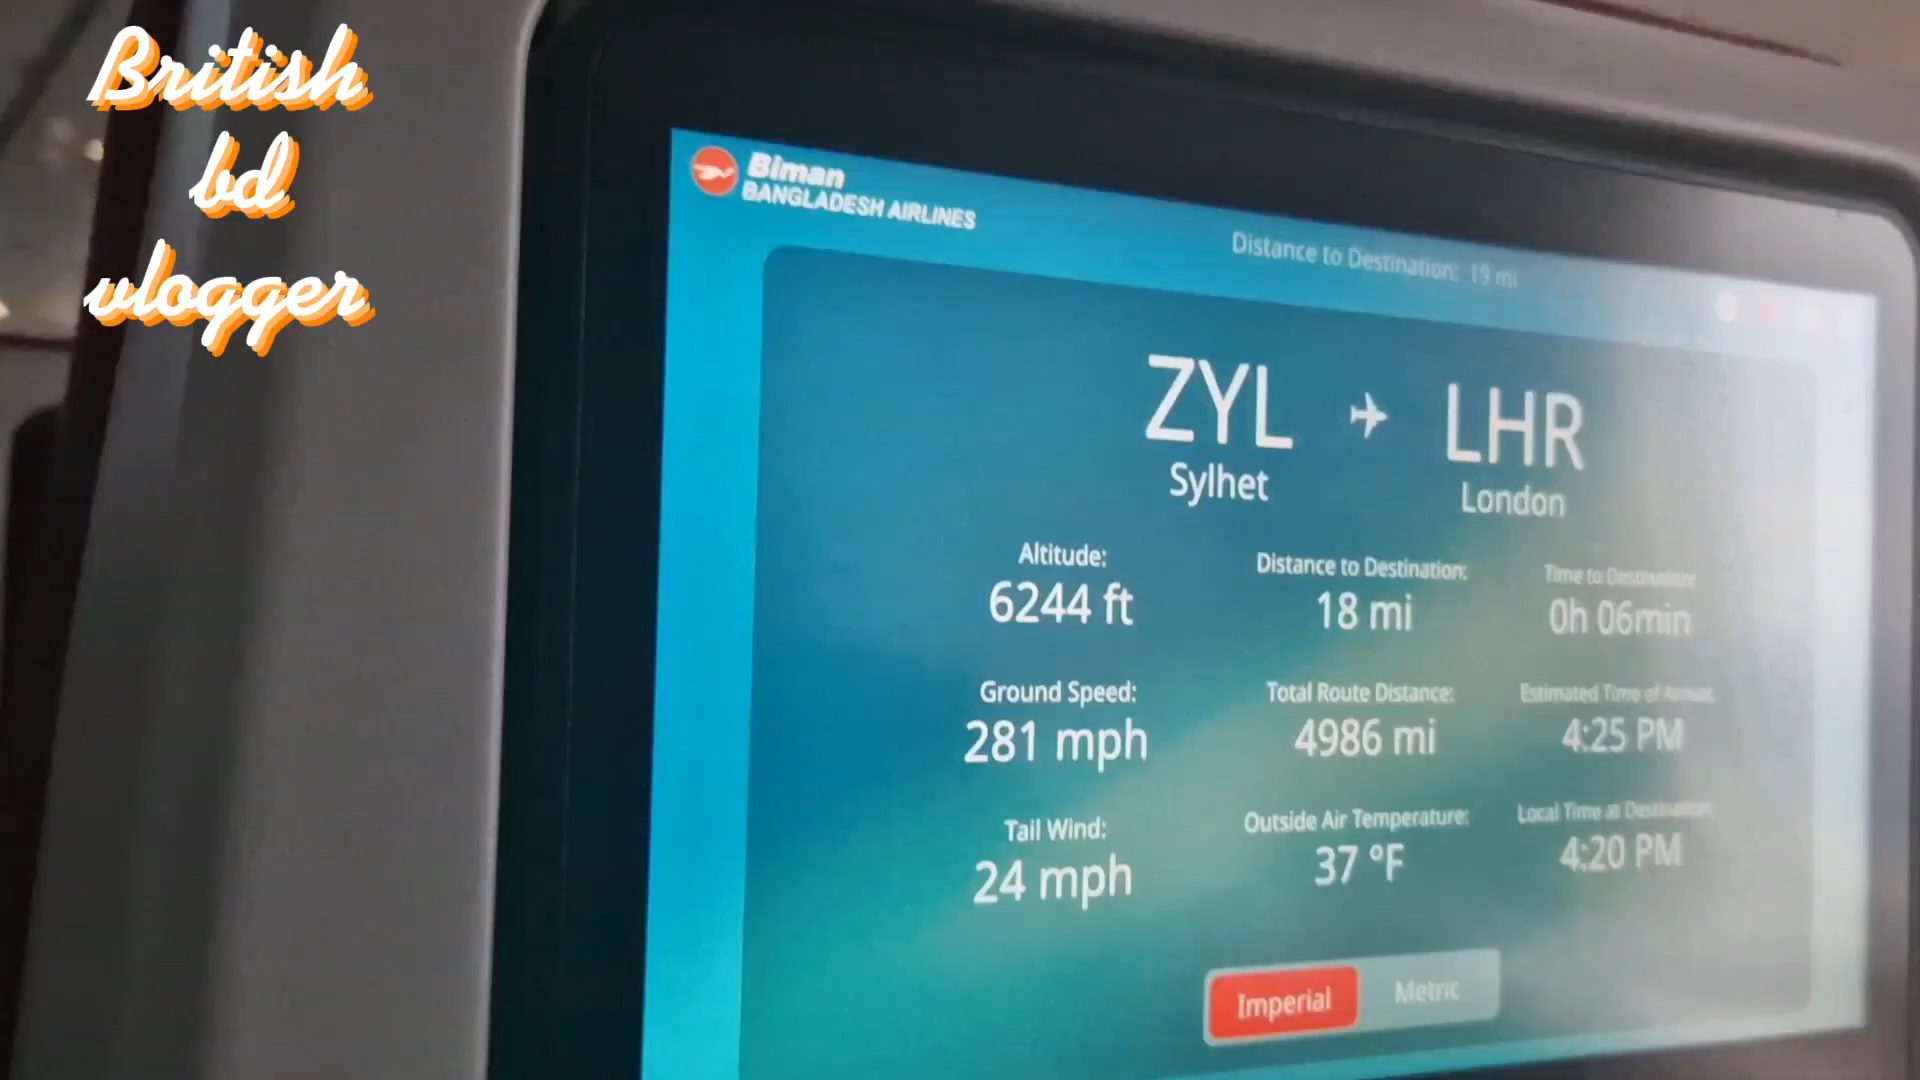 British
bd
vlogger
Biman
BANGLADESH AIRLINES
Distance to Destination: 19 mi
ZYL
LHR
Sylhet
London
Altitude:
6244 ft
Distance to Destination:
18 mi
Time to Destination:
0h 06min
Ground Speed:
281 mph
Total Route Distance:
4986 mi
Estimated Time of Arrival:
4:25 PM
Tail Wind:
24 mph
Outside Air Temperature:
37 °F
Local Time at Destination:
4:20 PM
Imperial
Metric